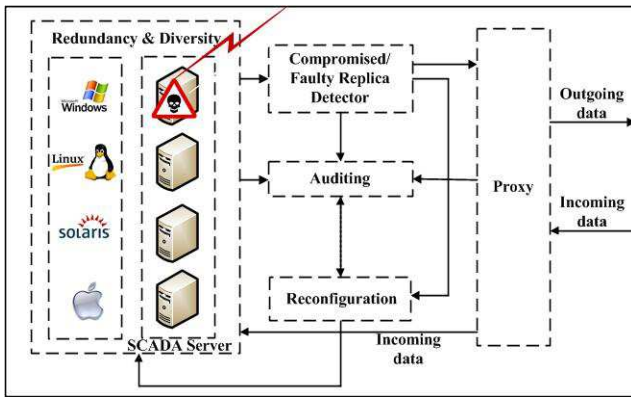 Redundancy & Diversity
Microsoft
Windows
Linux
solaris
SCADA Server
Compromised/
Faulty Replica
Detector
Auditing
Reconfiguration
Incoming
data
Proxy
Outgoing
data
Incoming
data